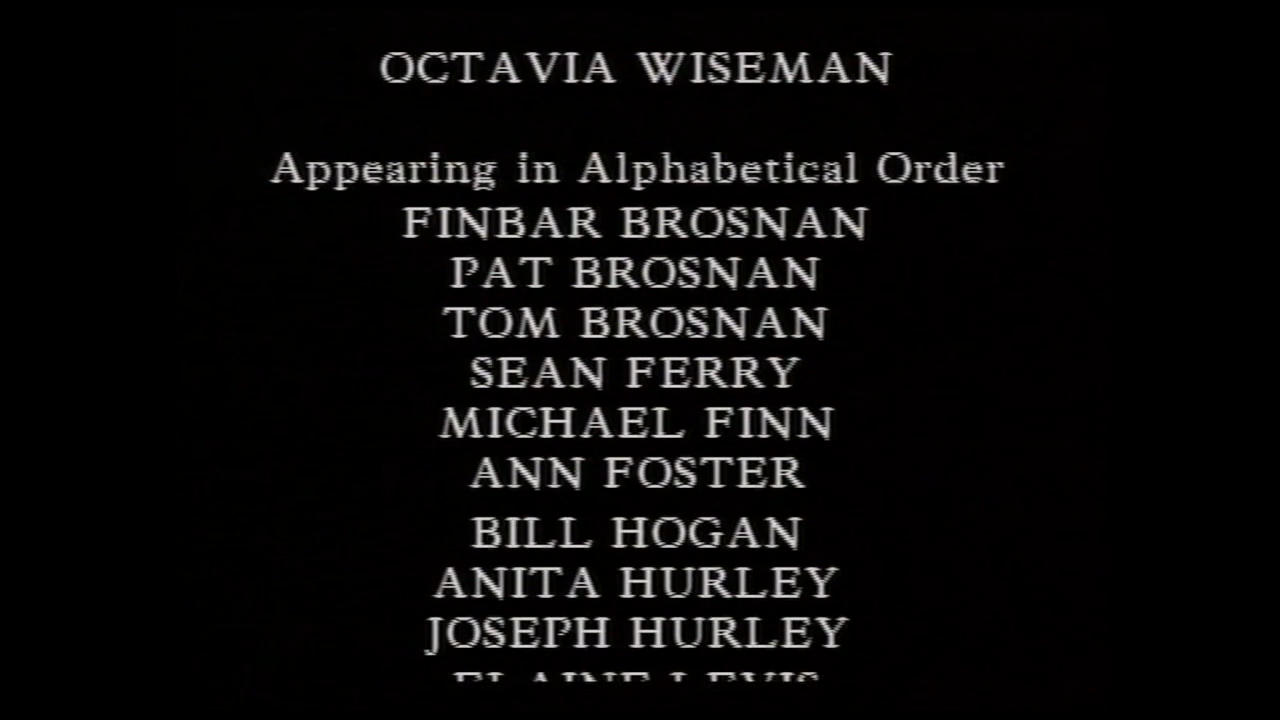 OCTAVIA WISEMAN
Appearing in Alphabetical Order
FINBAR BROSNAN
PAT BROSNAN
TOM BROSNAN
SEAN FERRY
MICHAEL FINN
ANN FOSTER
BILL HOGAN
ANITA HURLEY
JOSEPH HURLEY
ELAINE